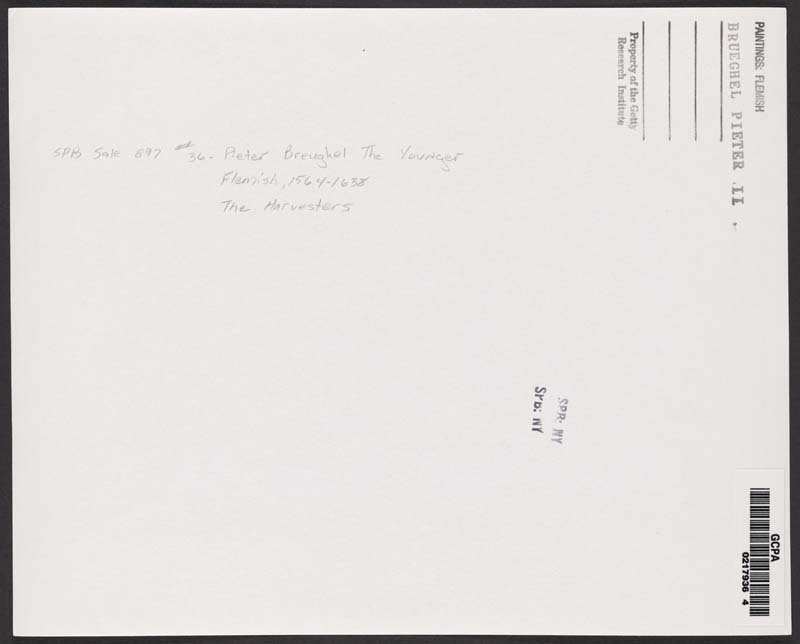 SPB Sale 897 #36- Pieter Breughel The Younger
Flemish, 1564-1638
The Harvesters
PAINTINGS: FLEMISH
BRUEGHEL PIETER .II .
Property of the Getty
Research Institute
SPB: NY
SPB: NY
GCPA
0217936 4